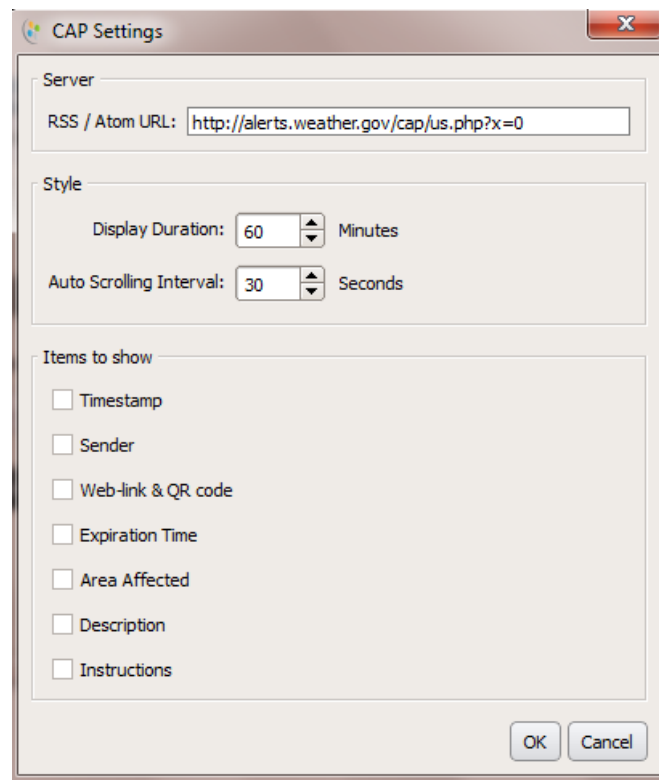 CAP Settings
Server
RSS / Atom URL: http://alerts.weather.gov/cap/us.php?x=0
Style
Display Duration: 60 Minutes
Auto Scrolling Interval: 30 Seconds
Items to show
Timestamp
Sender
Web-link & QR code
Expiration Time
Area Affected
Description
Instructions
OK Cancel